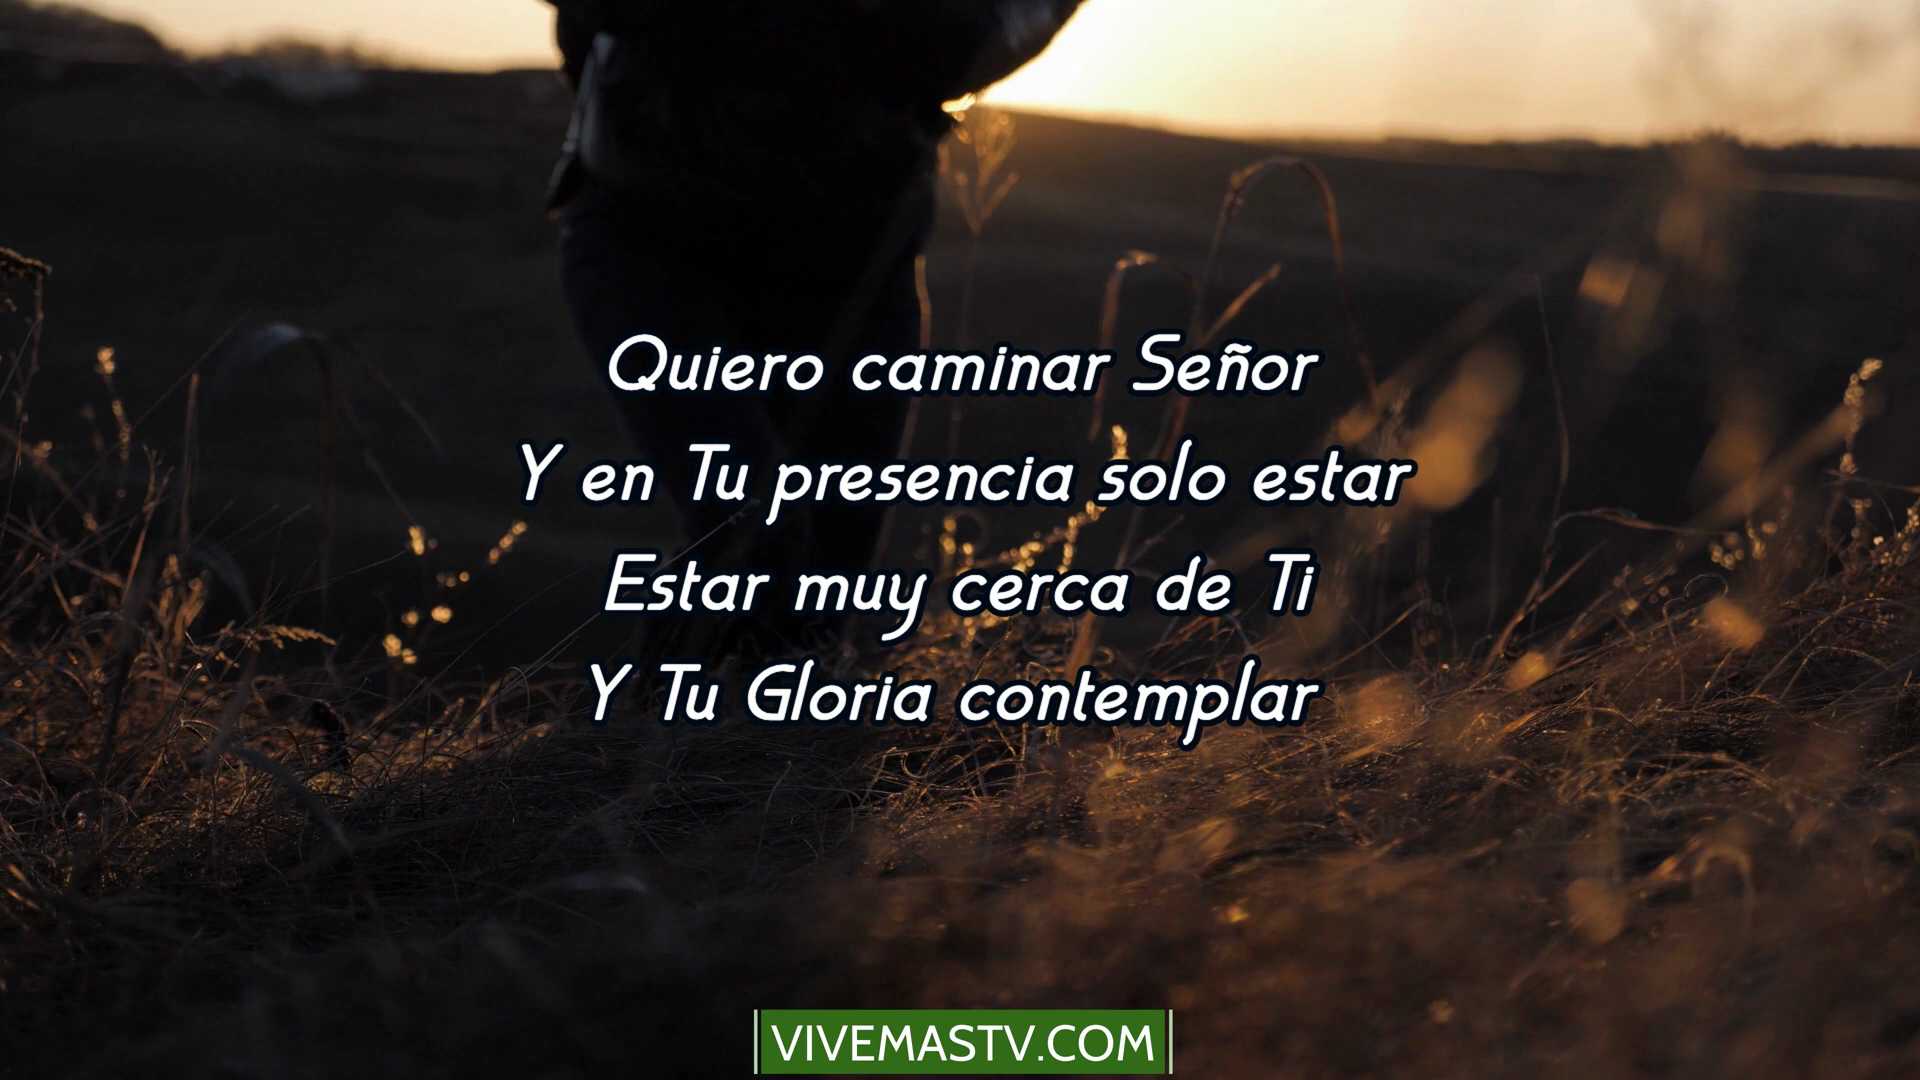 Quiero caminar Señor
Y en Tu presencia solo estar
Estar muy cerca de Ti
Y Tu Gloria contemplar
VIVEMASTV.COM